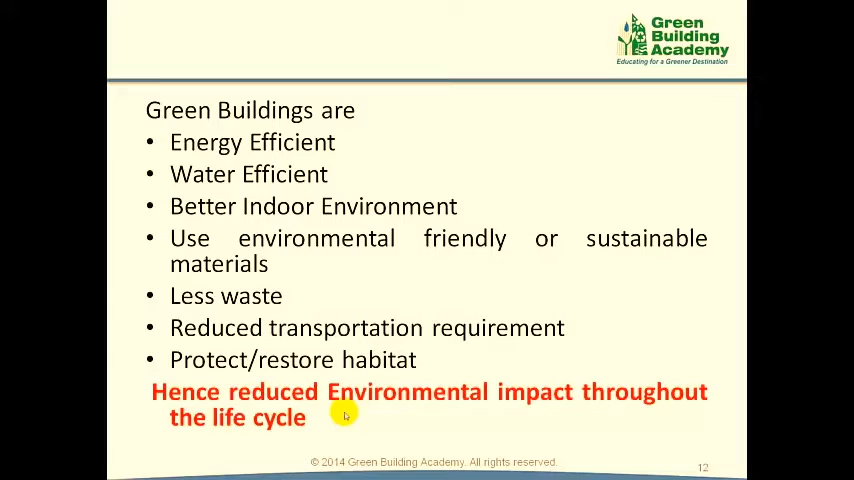 Green
Building
Academy
Educating for a Greener Destination
Green Buildings are
• Energy Efficient
• Water Efficient
• Better Indoor Environment
• Use environmental friendly or sustainable
materials
• Less waste
• Reduced transportation requirement
• Protect/restore habitat
Hence reduced Environmental impact throughout
the life cycle
© 2014 Green Building Academy. All rights reserved.
12